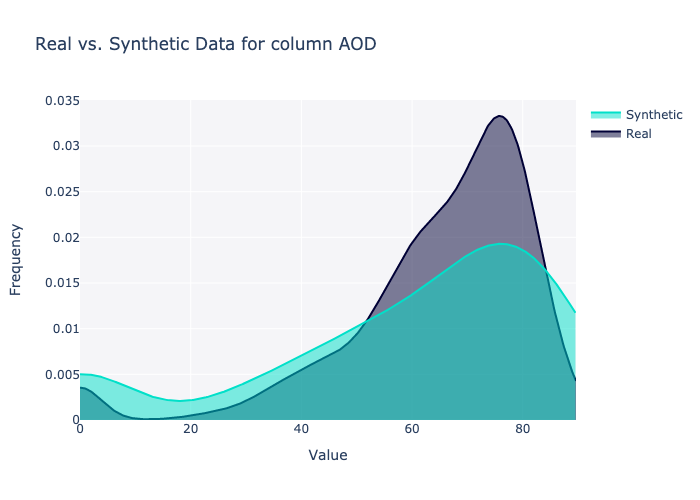 Real vs. Synthetic Data for column AOD
0.035
0.03
0.025
0.02
0.015
0.01
0.005
0
0 20 40 60 80
Value
Frequency
Synthetic
Real